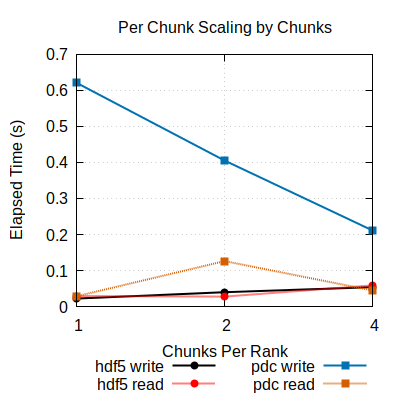 Per Chunk Scaling by Chunks
0.7
0.6
0.5
0.4
0.3
0.2
0.1
0
Elapsed Time (s)
1 2 4
Chunks Per Rank
hdf5 write pdc write
hdf5 read pdc read